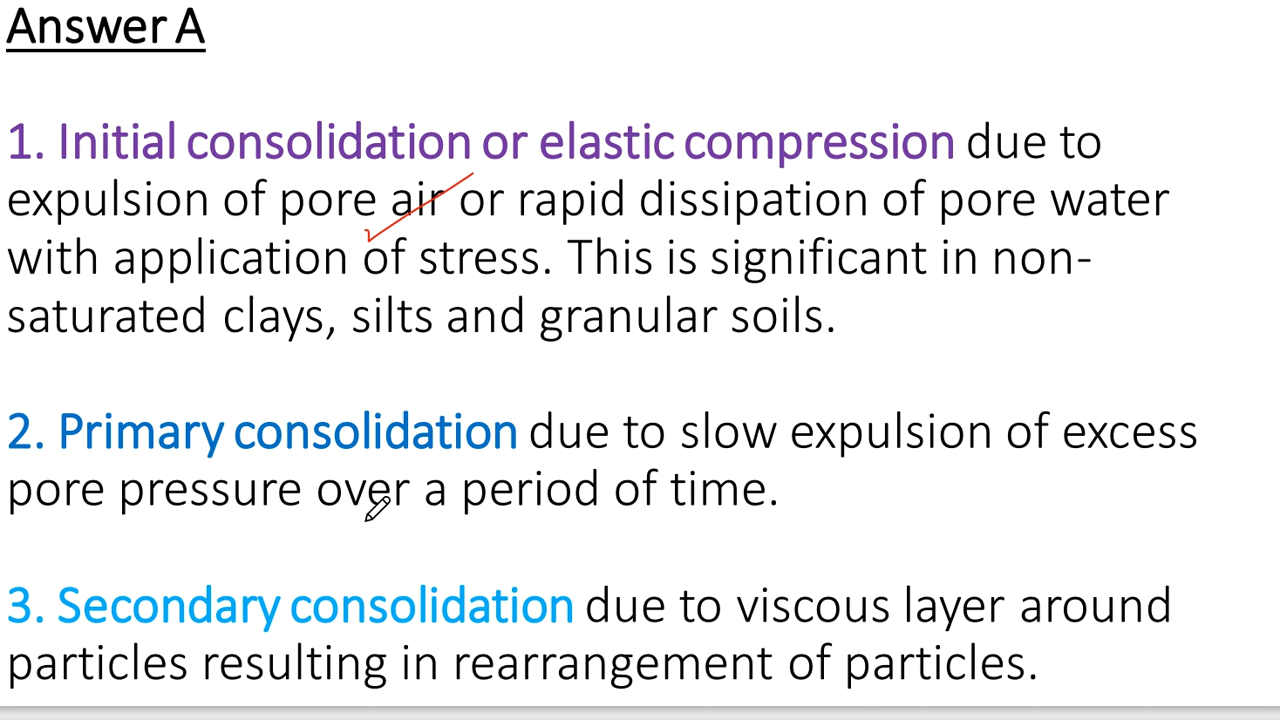 Answer A
1. Initial consolidation or elastic compression due to
expulsion of pore air or rapid dissipation of pore water
with application of stress. This is significant in non-
saturated clays, silts and granular soils.
2. Primary consolidation due to slow expulsion of excess
pore pressure over a period of time.
3. Secondary consolidation due to viscous layer around
particles resulting in rearrangement of particles.